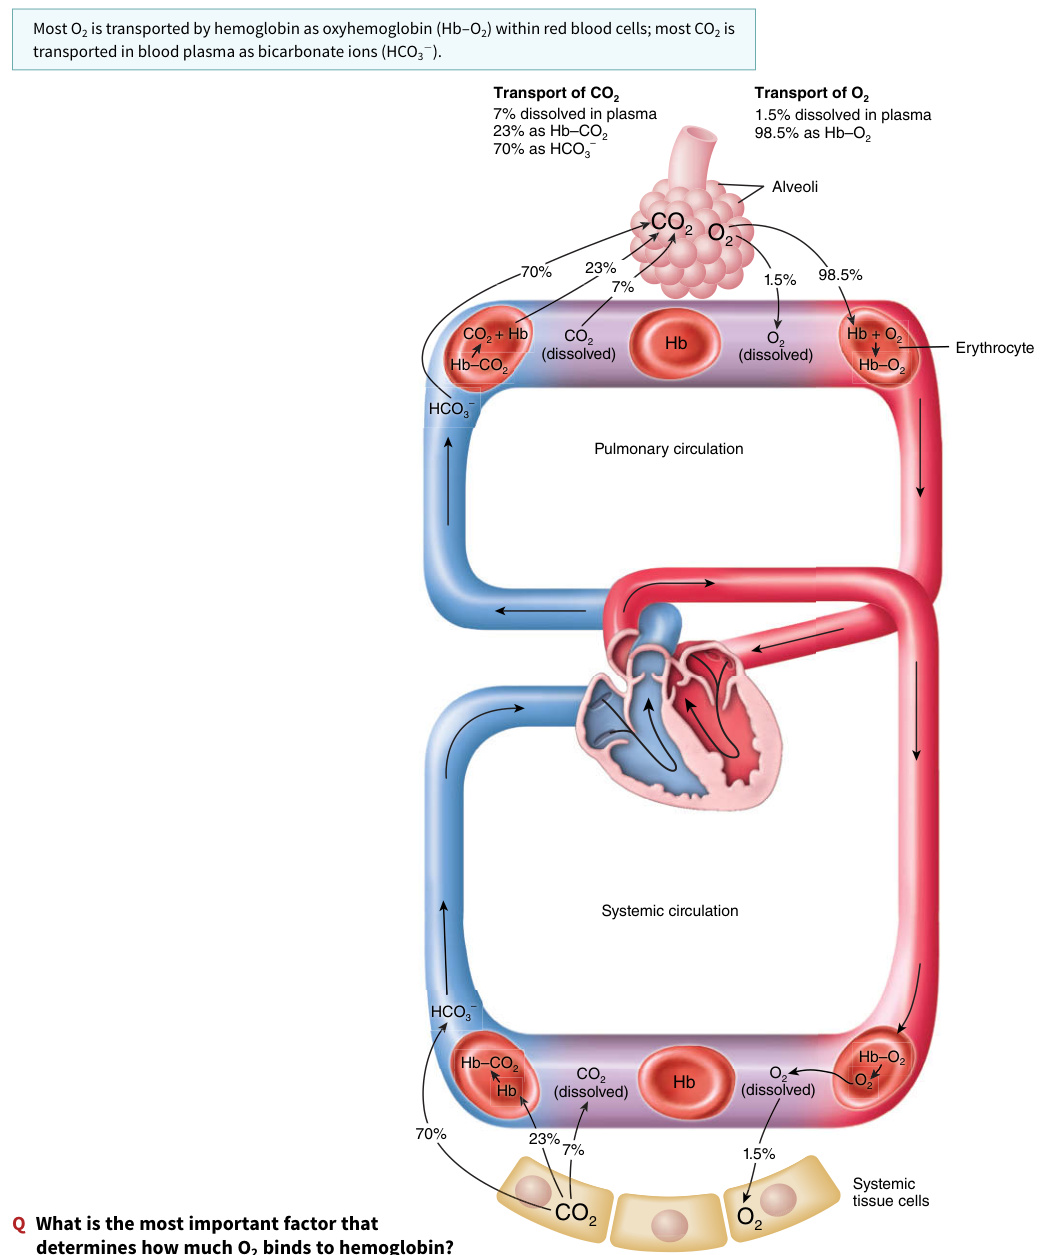 Most O₂ is transported by hemoglobin as oxyhemoglobin (Hb–O₂) within red blood cells; most CO₂ is
transported in blood plasma as bicarbonate ions (HCO₃⁻).
Transport of CO₂
7% dissolved in plasma
23% as Hb–CO₂
70% as HCO₃⁻
Transport of O₂
1.5% dissolved in plasma
98.5% as Hb–O₂
Alveoli
CO₂
O₂
70%
23%
7%
1.5%
98.5%
CO₂ + Hb
Hb–CO₂
CO₂
(dissolved)
Hb
O₂
(dissolved)
Hb + O₂
Hb–O₂
Erythrocyte
HCO₃⁻
Pulmonary circulation
Systemic circulation
HCO₃⁻
Hb–CO₂
Hb
CO₂
(dissolved)
Hb
O₂
(dissolved)
Hb–O₂
O₂
70%
23%
7%
1.5%
CO₂
O₂
Systemic
tissue cells
Q What is the most important factor that
determines how much O₂ binds to hemoglobin?